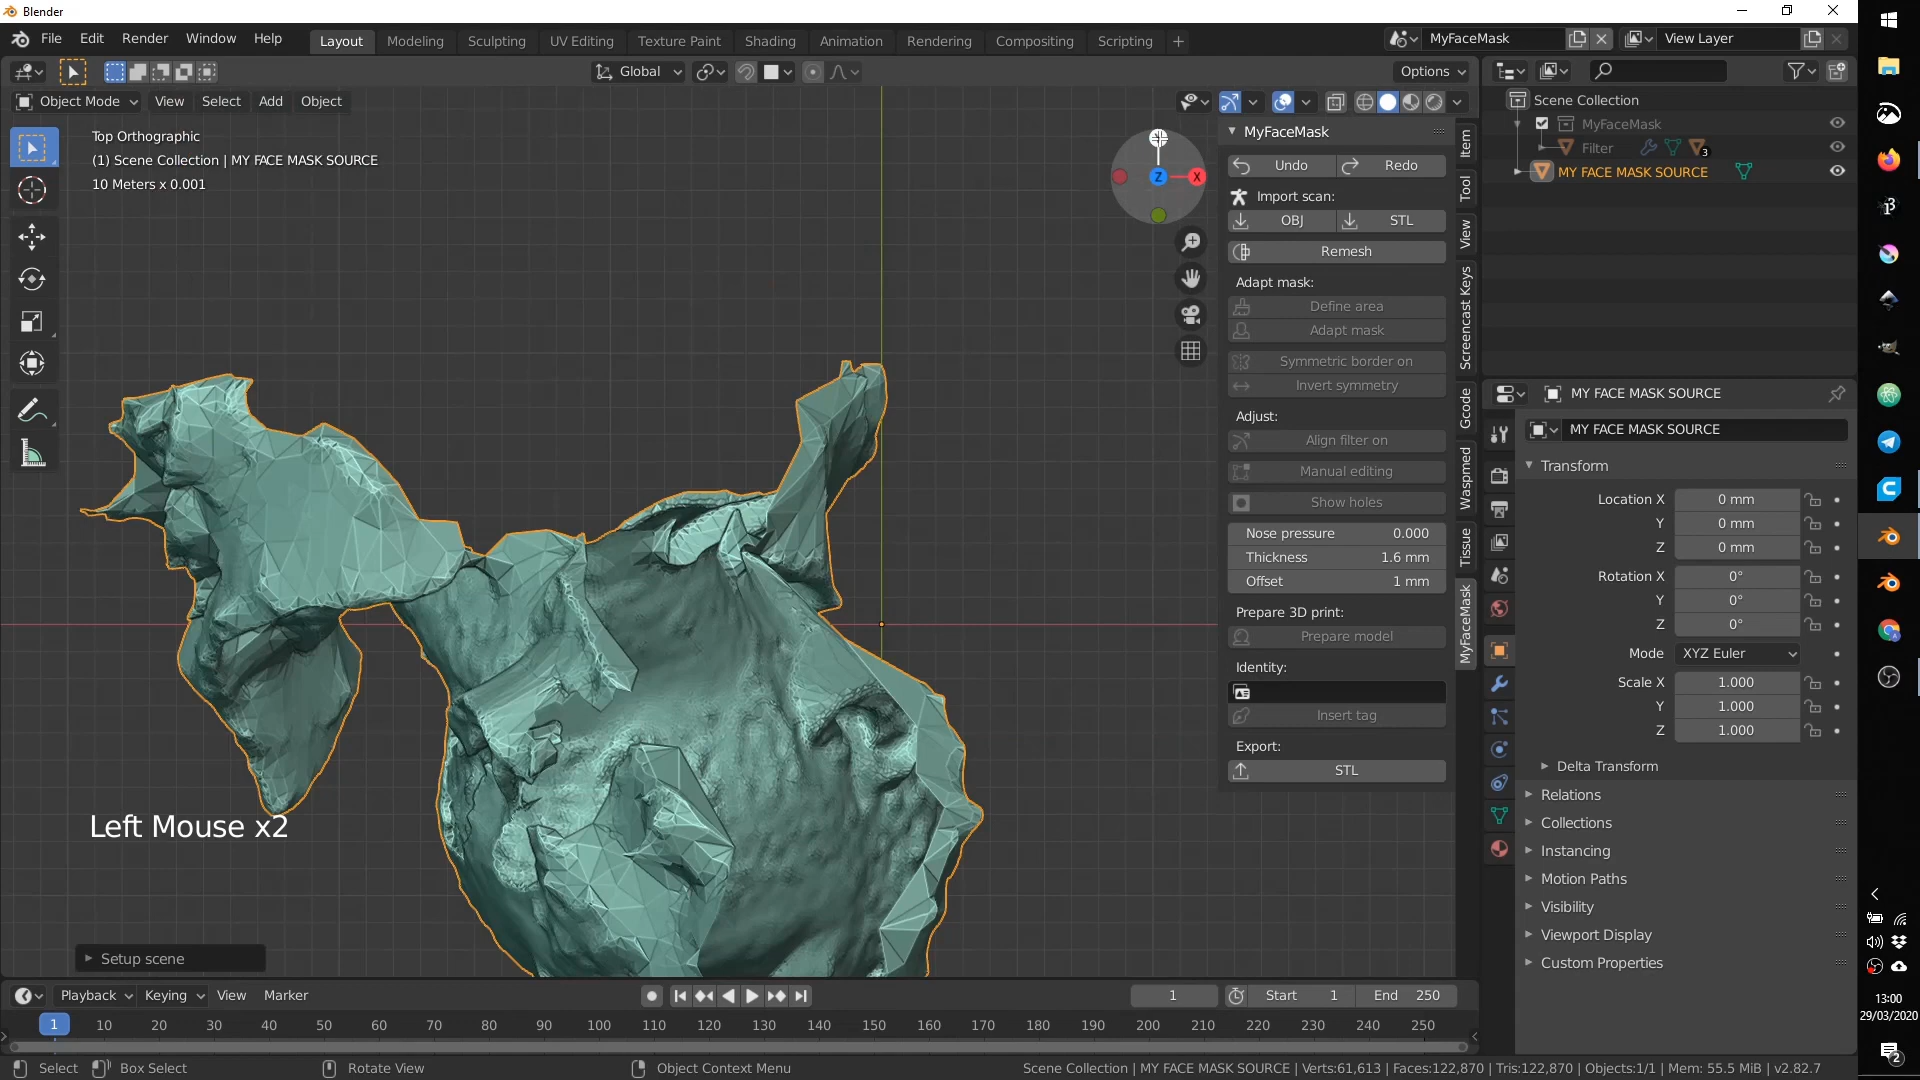 Blender
File Edit Render Window Help
Layout Modeling Sculpting UV Editing Texture Paint Shading Animation Rendering Compositing Scripting +
MyFaceMask
View Layer
Global
Options
Object Mode View Select Add Object
Top Orthographic
(1) Scene Collection | MY FACE MASK SOURCE
10 Meters x 0.001
Z
X
MyFaceMask
Undo Redo
Import scan:
OBJ STL
Remesh
Adapt mask:
Define area
Adapt mask
Symmetric border on
Invert symmetry
Adjust:
Align filter on
Manual editing
Show holes
Nose pressure 0.000
Thickness 1.6 mm
Offset 1 mm
Prepare 3D print:
Prepare model
Identity:
Insert tag
Export:
STL
Item
Tool
View
Screencast Keys
Gcode
Waspmed
Tissue
MyFaceMask
Scene Collection
MyFaceMask
Filter 3
MY FACE MASK SOURCE
MY FACE MASK SOURCE
MY FACE MASK SOURCE
Transform
Location X 0 mm
Y 0 mm
Z 0 mm
Rotation X 0°
Y 0°
Z 0°
Mode XYZ Euler
Scale X 1.000
Y 1.000
Z 1.000
Delta Transform
Relations
Collections
Instancing
Motion Paths
Visibility
Viewport Display
Custom Properties
Left Mouse x2
Setup scene
Playback Keying View Marker
1
Start 1
End 250
1 10 20 30 40 50 60 70 80 90 100 110 120 130 140 150 160 170 180 190 200 210 220 230 240 250
Select Box Select Rotate View Object Context Menu
Scene Collection | MY FACE MASK SOURCE | Verts:61,613 | Faces:122,870 | Tris:122,870 | Objects:1/1 | Mem: 55.5 MiB | v2.82.7
13:00
29/03/2020
2